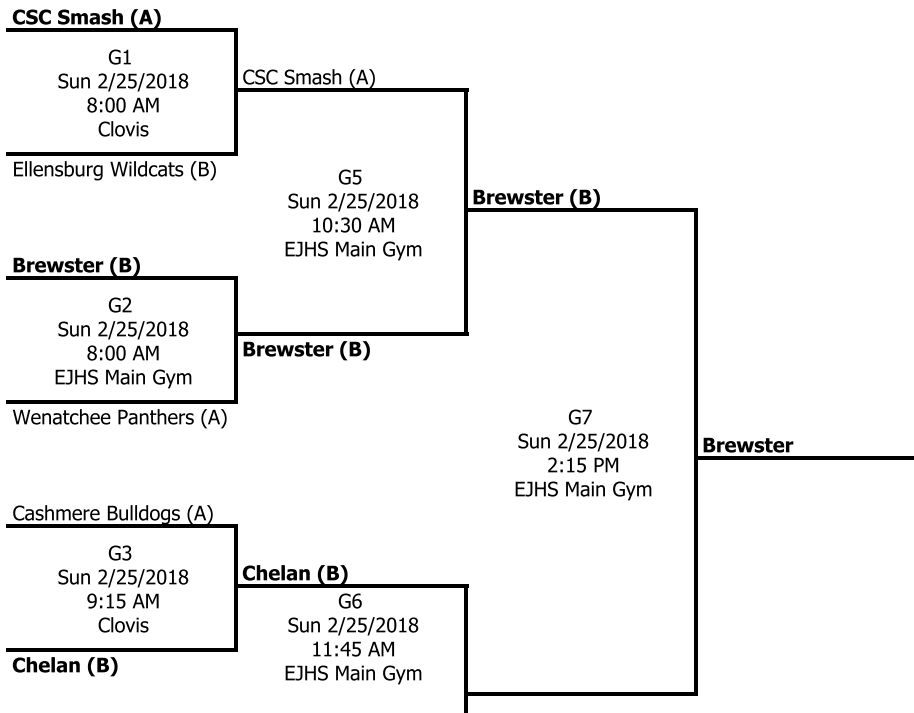 CSC Smash (A)
G1
Sun 2/25/2018
8:00 AM
Clovis
Ellensburg Wildcats (B)
CSC Smash (A)
G5
Sun 2/25/2018
10:30 AM
EJHS Main Gym
Brewster (B)
G2
Sun 2/25/2018
8:00 AM
EJHS Main Gym
Wenatchee Panthers (A)
Brewster (B)
Brewster (B)
G7
Sun 2/25/2018
2:15 PM
EJHS Main Gym
Brewster
Cashmere Bulldogs (A)
G3
Sun 2/25/2018
9:15 AM
Clovis
Chelan (B)
Chelan (B)
G6
Sun 2/25/2018
11:45 AM
EJHS Main Gym